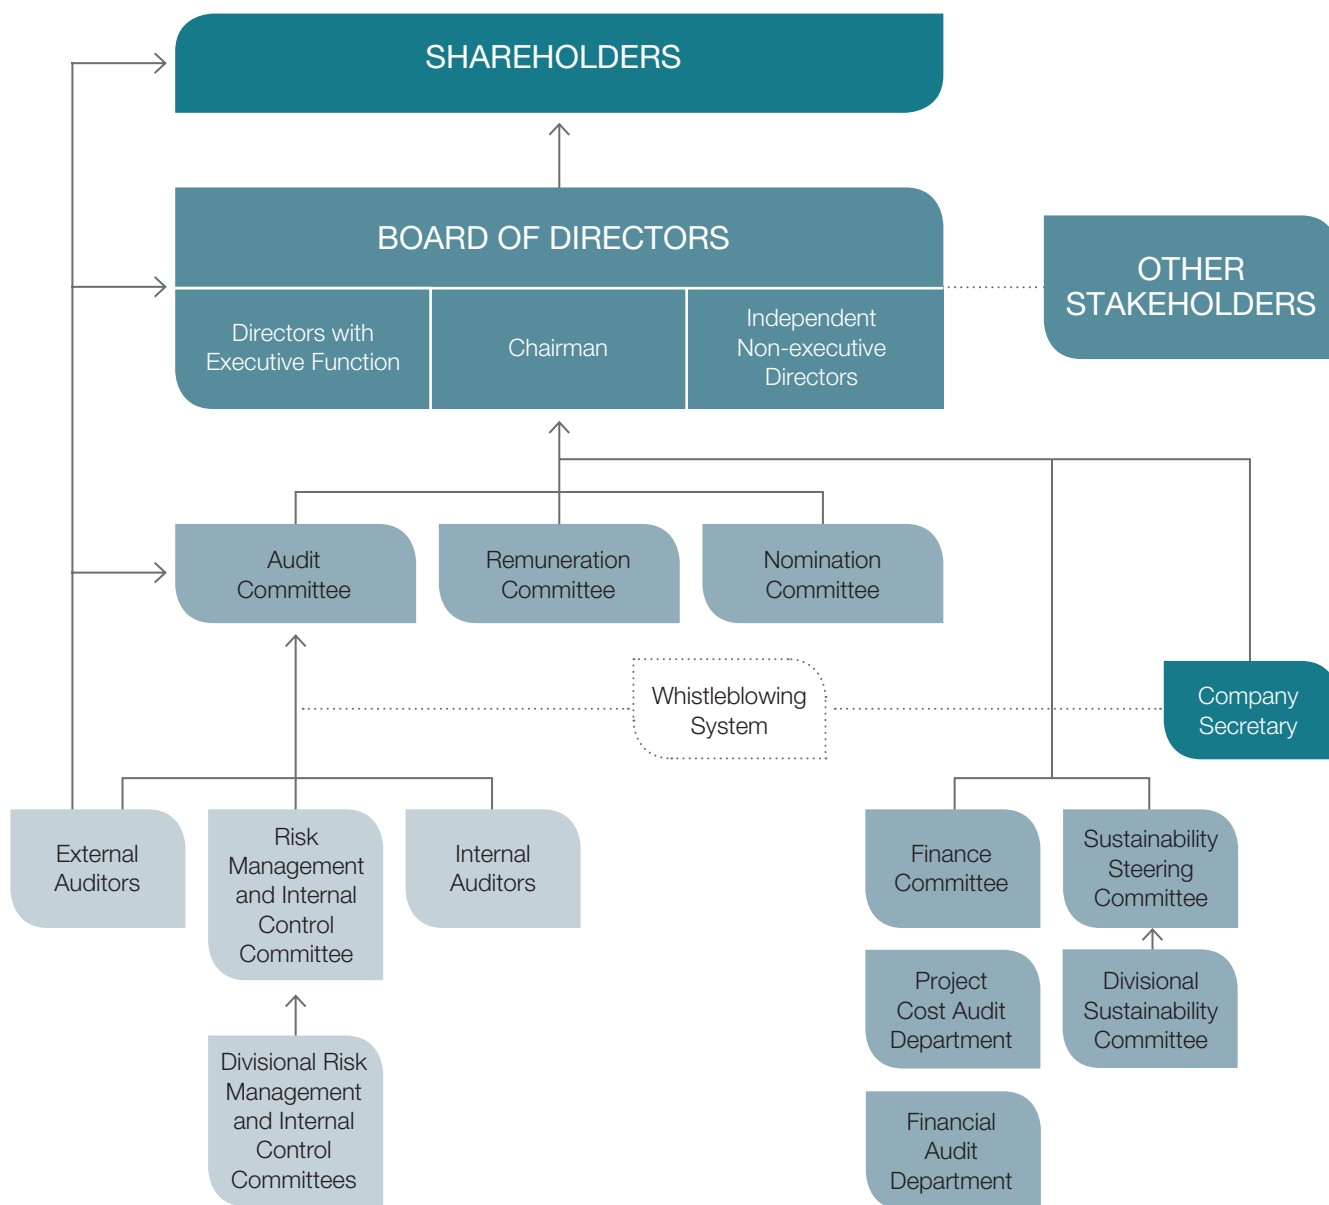 SHAREHOLDERS
BOARD OF DIRECTORS
Directors with
Executive Function
Chairman
Independent
Non-executive
Directors
OTHER
STAKEHOLDERS
Audit
Committee
Remuneration
Committee
Nomination
Committee
Whistleblowing
System
Company
Secretary
External
Auditors
Risk
Management
and Internal
Control
Committee
Internal
Auditors
Finance
Committee
Sustainability
Steering
Committee
Divisional Risk
Management
and Internal
Control
Committees
Project
Cost Audit
Department
Divisional
Sustainability
Committee
Financial
Audit
Department